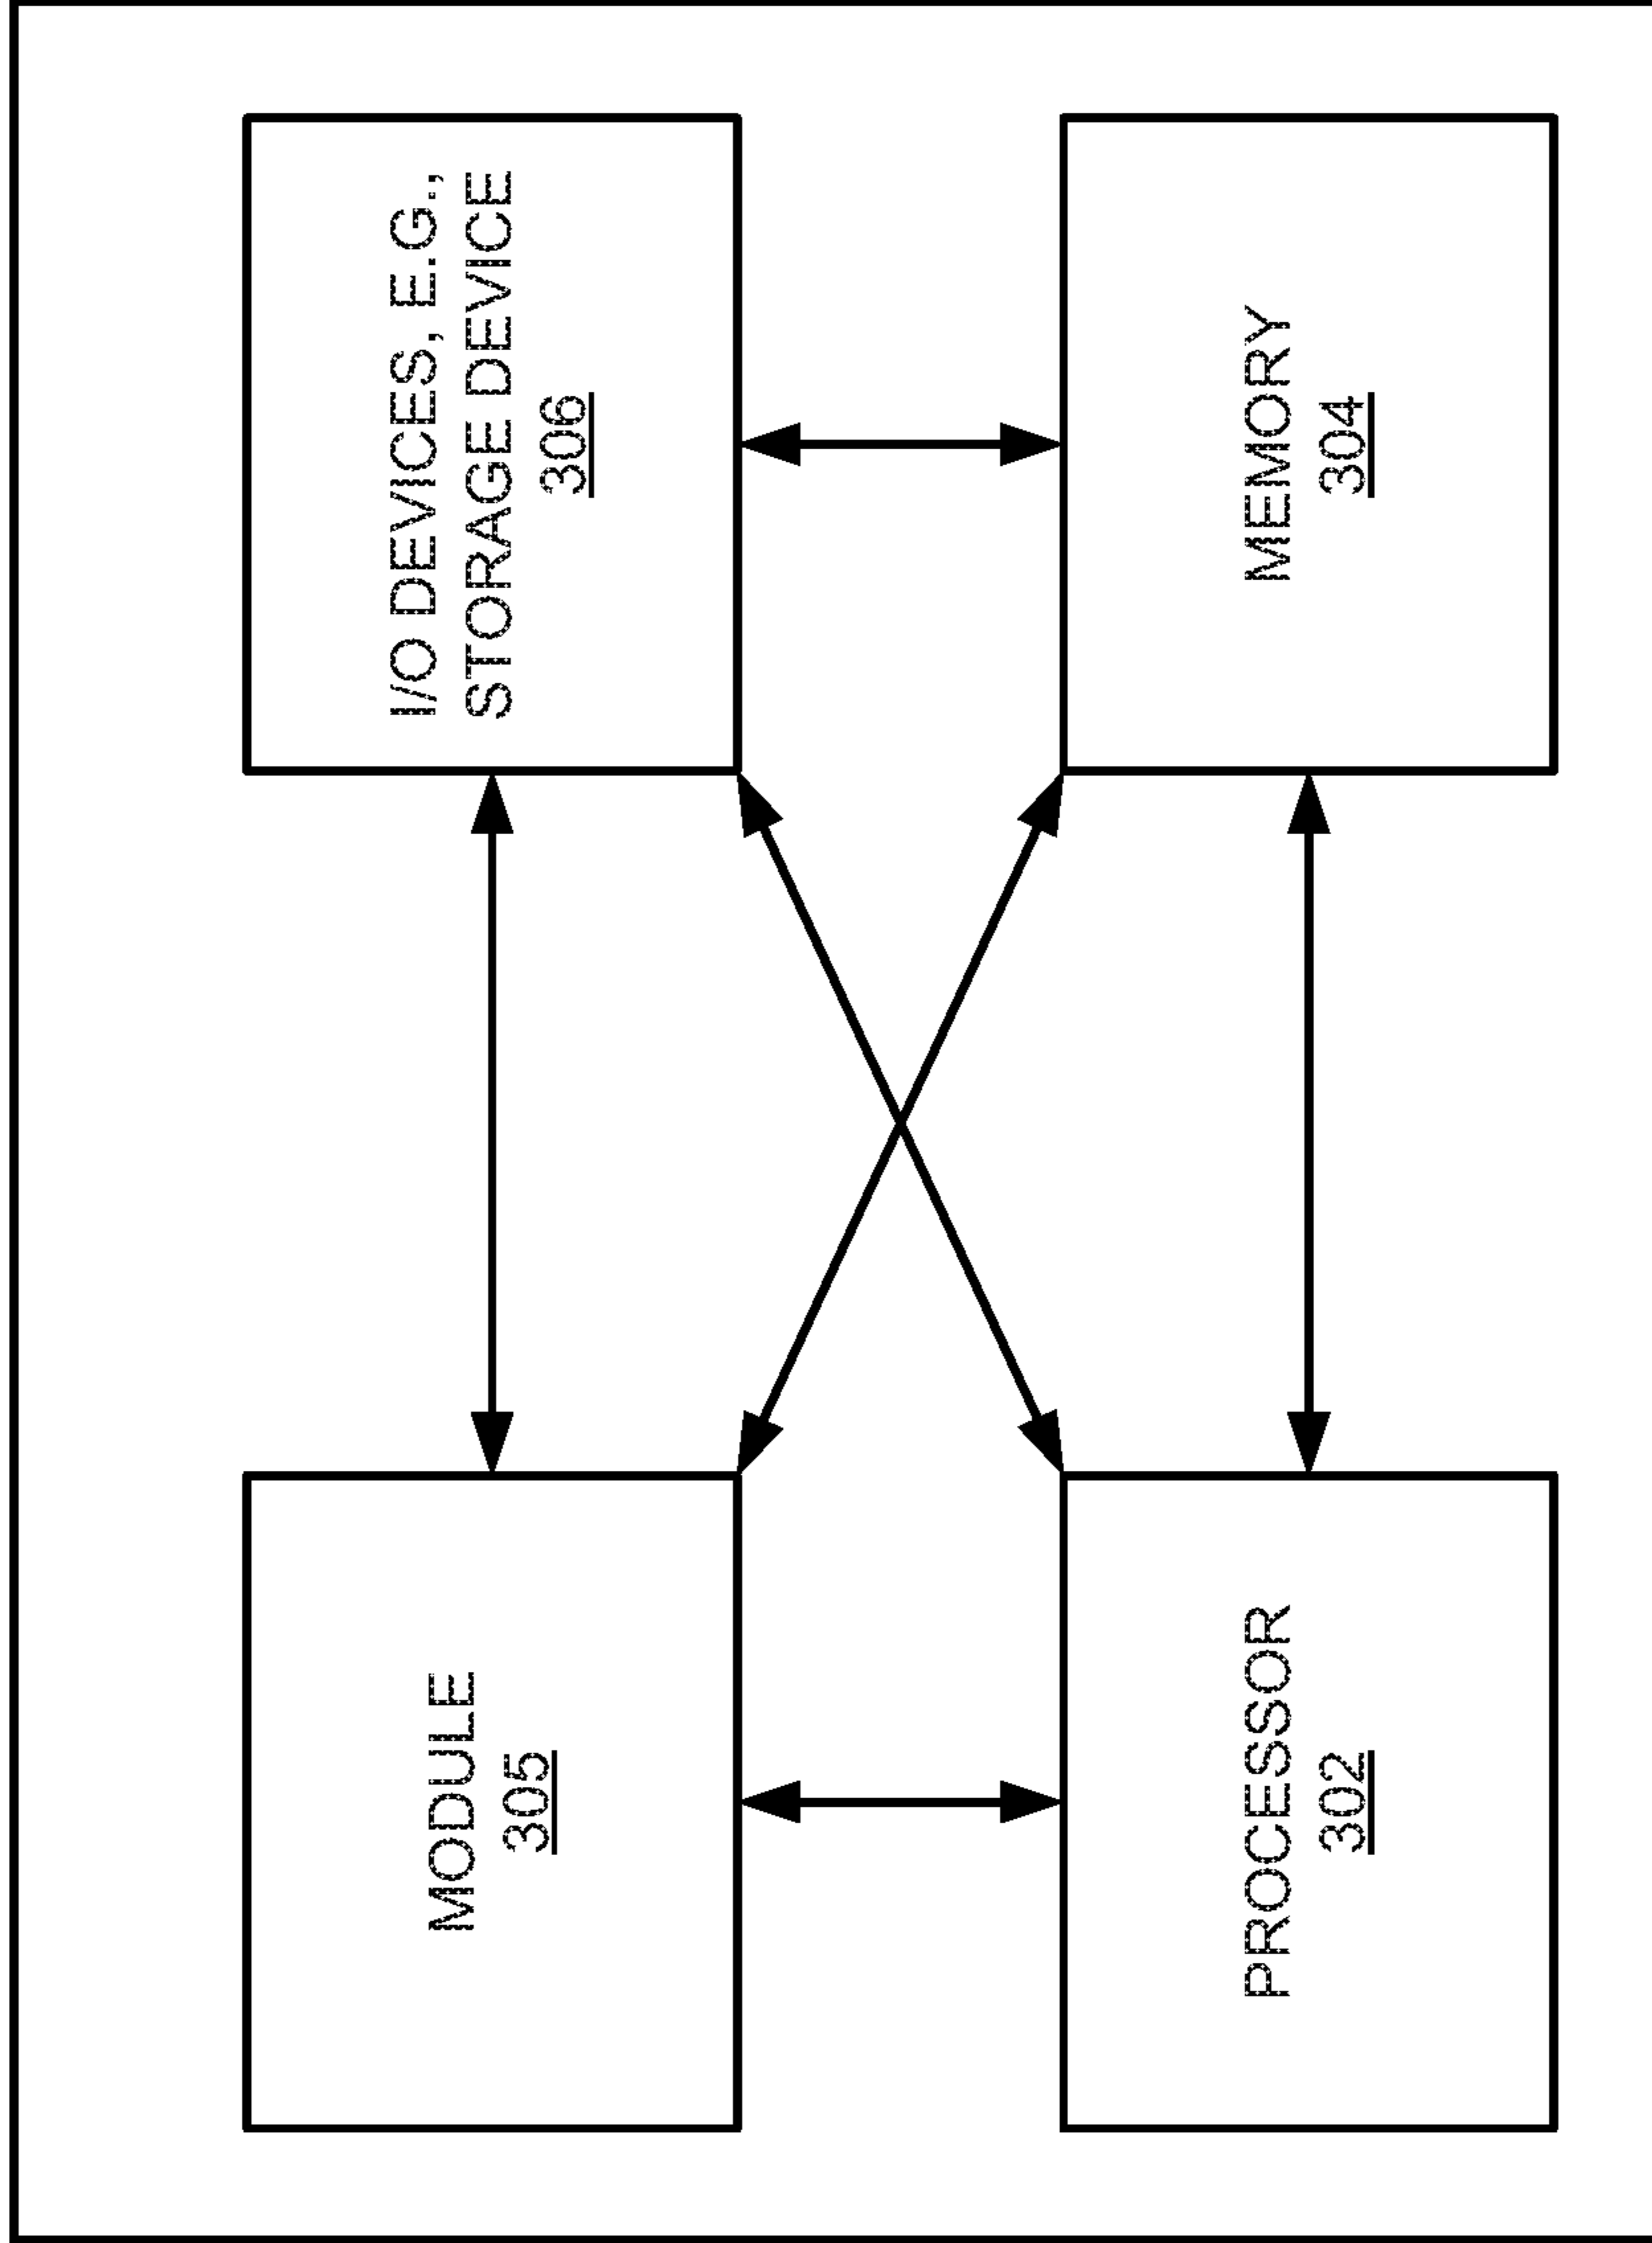 MODULE
305
I/O DEVICES, E.G.,
STORAGE DEVICE
306
PROCESSOR
302
MEMORY
304